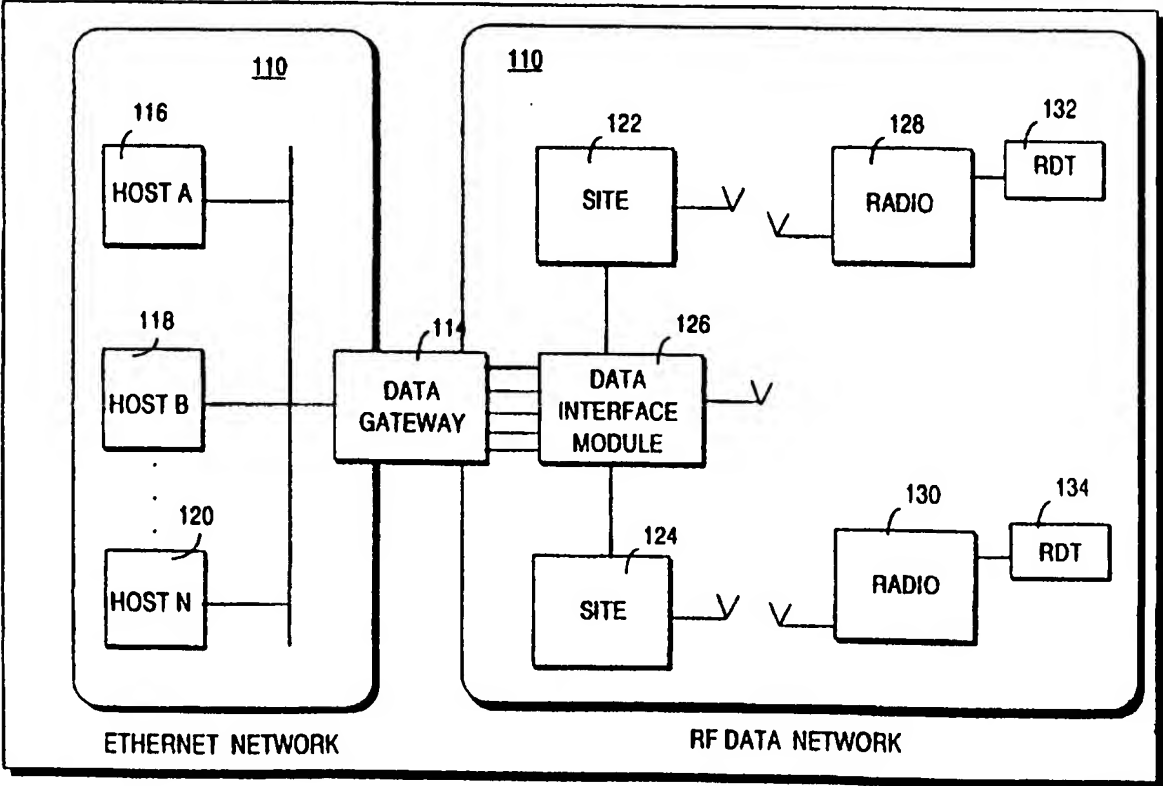 110
116
HOST A
118
HOST B
120
HOST N
ETHERNET NETWORK
114
DATA
GATEWAY
110
122
SITE
128
RADIO
132
RDT
126
DATA
INTERFACE
MODULE
124
SITE
130
RADIO
134
RDT
RF DATA NETWORK